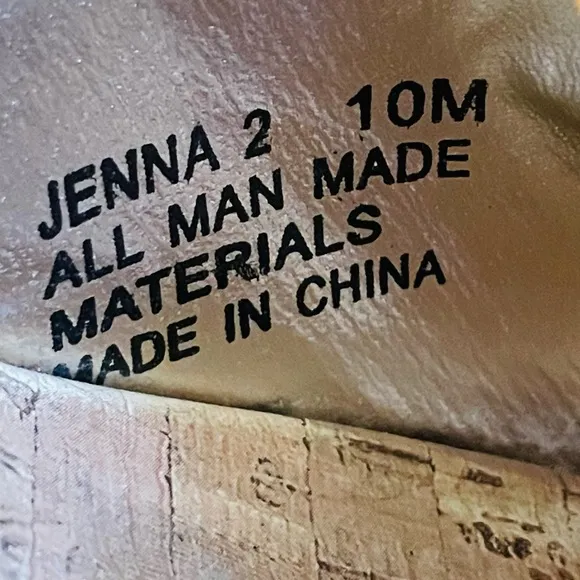 JENNA 2 10M
ALL MAN MADE
MATERIALS
MADE IN CHINA